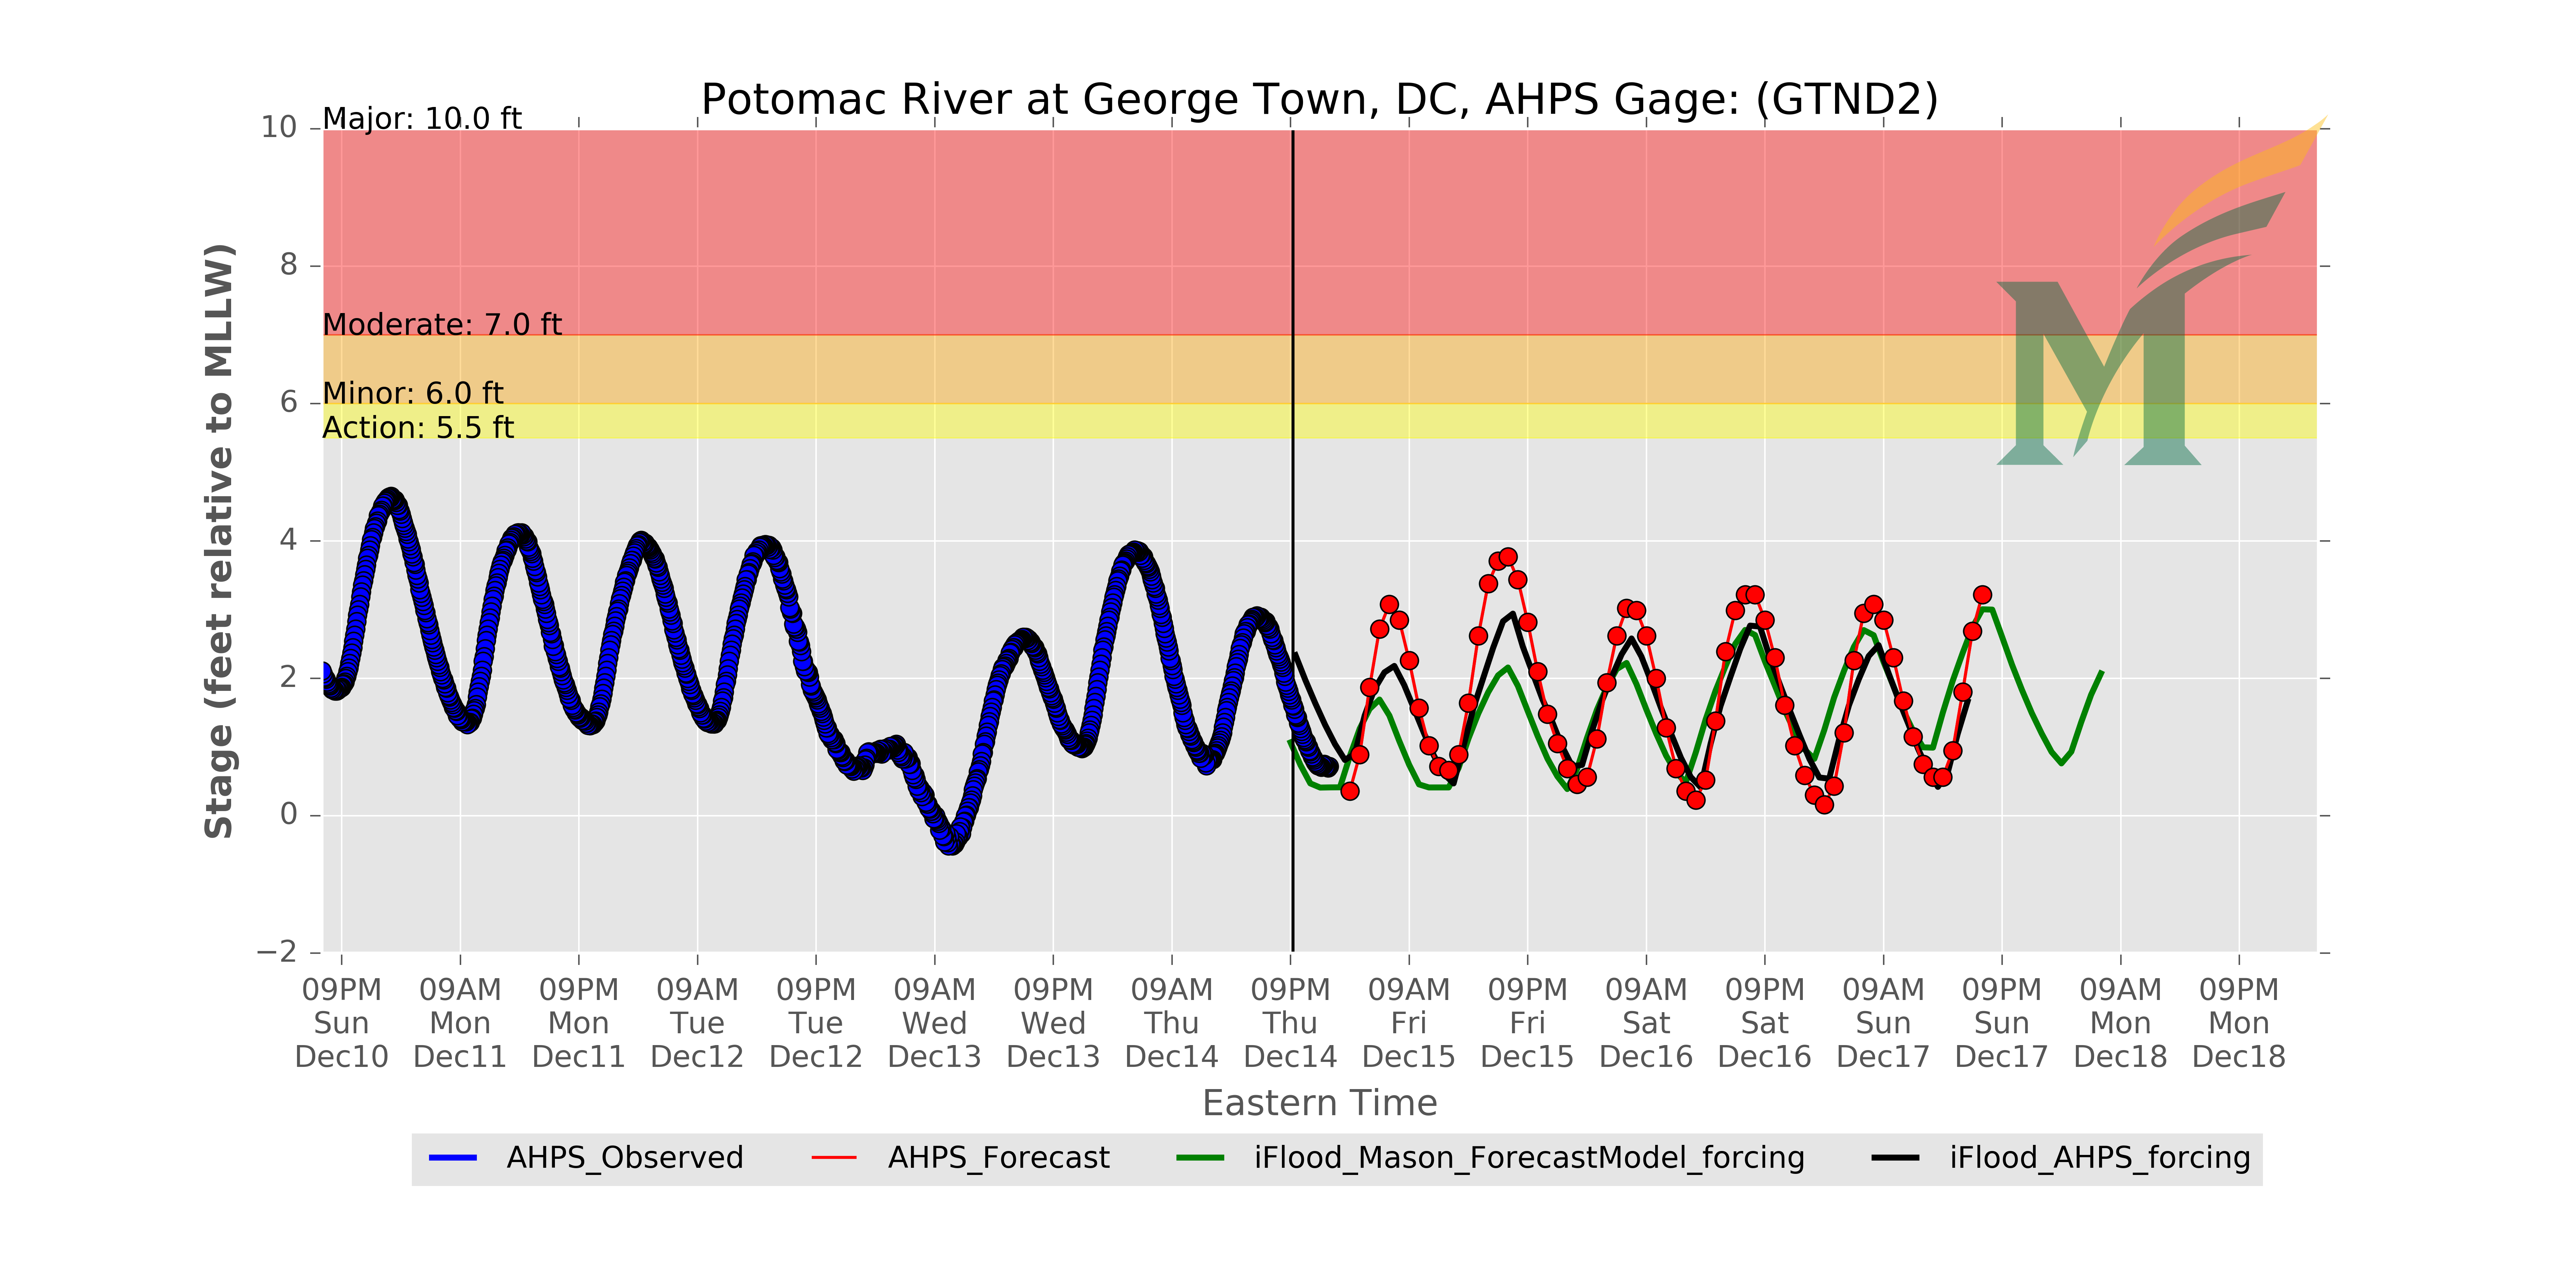 Potomac River at George Town, DC, AHPS Gage: (GTND2)
Major: 10.0 ft
Moderate: 7.0 ft
Minor: 6.0 ft
Action: 5.5 ft
Stage (feet relative to MLLW)
10
8
6
4
2
0
−2
09PM 09AM 09PM 09AM 09PM 09AM 09PM 09AM 09PM 09AM 09PM 09AM 09PM 09AM 09PM 09AM 09PM
Sun Mon Mon Tue Tue Wed Wed Thu Thu Fri Fri Sat Sat Sun Sun Mon Mon
Dec10 Dec11 Dec11 Dec12 Dec12 Dec13 Dec13 Dec14 Dec14 Dec15 Dec15 Dec16 Dec16 Dec17 Dec17 Dec18 Dec18
Eastern Time
AHPS_Observed AHPS_Forecast iFlood_Mason_ForecastModel_forcing iFlood_AHPS_forcing